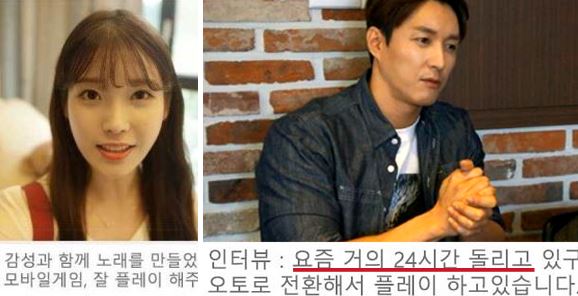 감성과 함께 노래를 만들었
모바일게임, 잘 플레이 해주
인터뷰 : 요즘 거의 24시간 돌리고 있구
오토로 전환해서 플레이 하고있습니다.